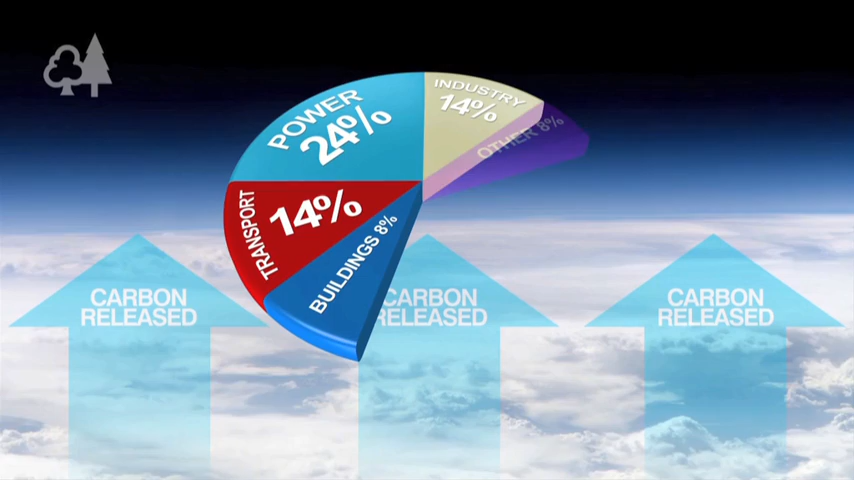 POWER
24%
INDUSTRY
14%
OTHER 8%
TRANSPORT
14%
BUILDINGS 8%
CARBON
RELEASED
CARBON
RELEASED
CARBON
RELEASED